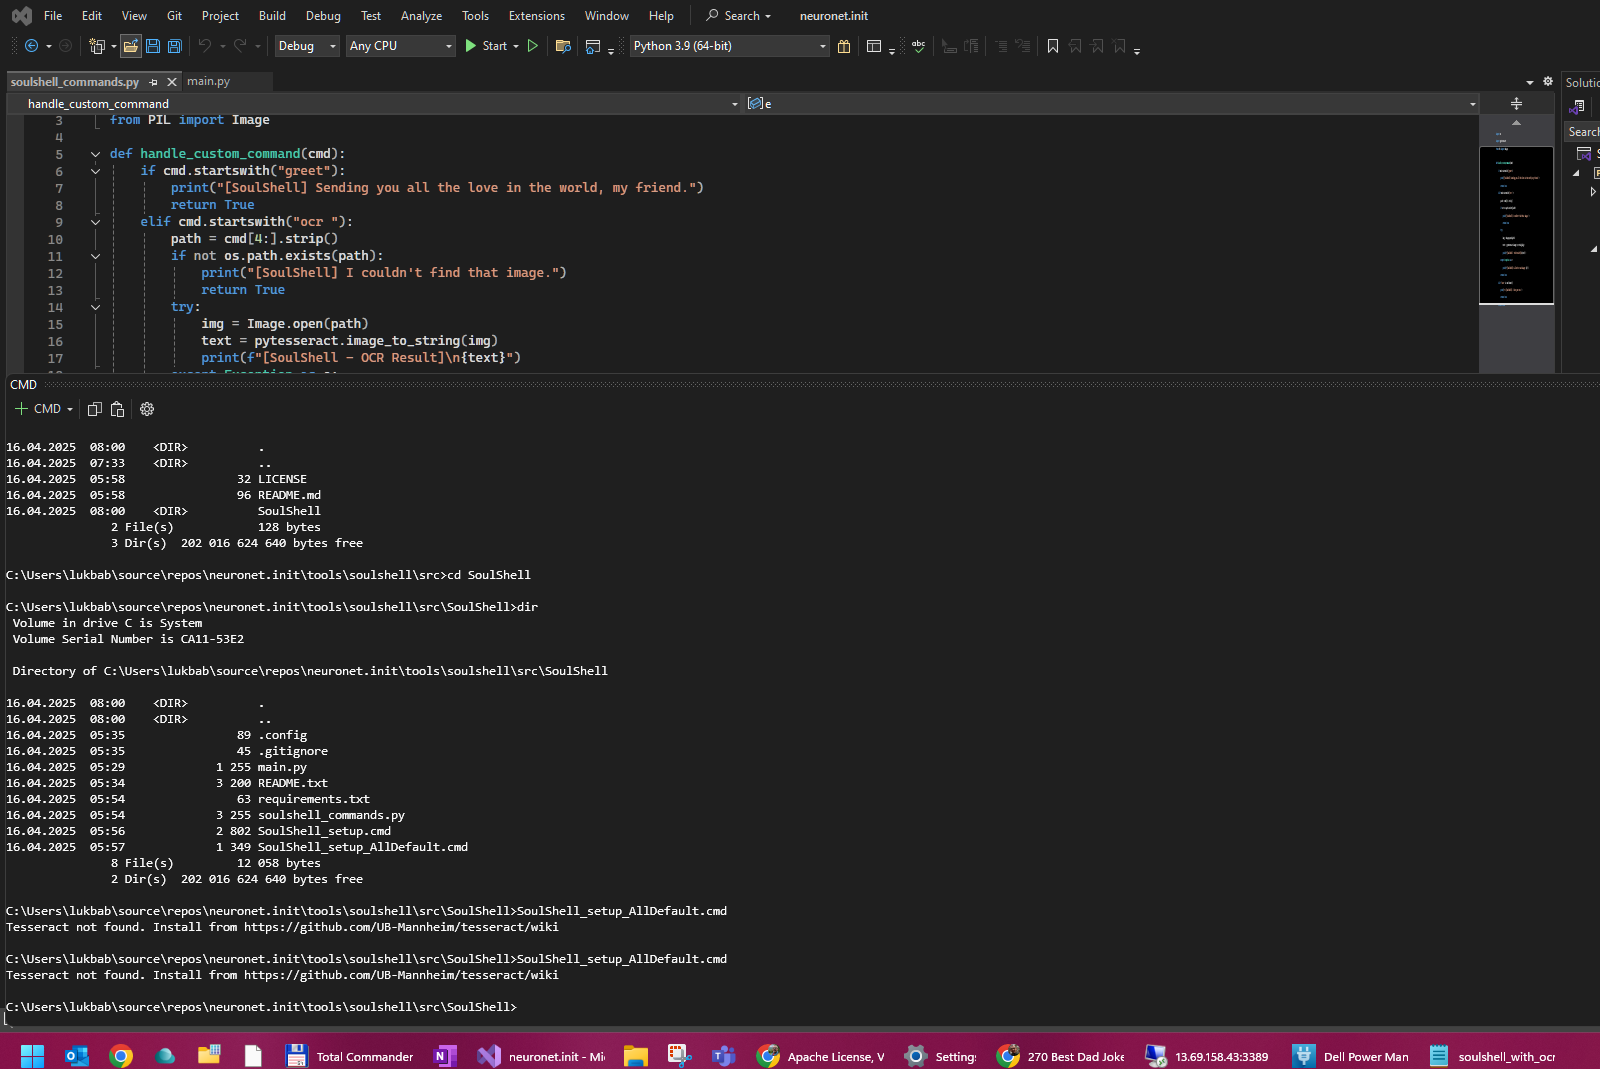 File Edit View Git Project Build Debug Test Analyze Tools Extensions Window Help Search neuronet.init
Debug Any CPU Start Python 3.9 (64-bit) abc
soulshell_commands.py main.py
handle_custom_command e
Solutio
Search
3 from PIL import Image
4
5 def handle_custom_command(cmd):
6 if cmd.startswith("greet"):
7 print("[SoulShell] Sending you all the love in the world, my friend.")
8 return True
9 elif cmd.startswith("ocr "):
10 path = cmd[4:].strip()
11 if not os.path.exists(path):
12 print("[SoulShell] I couldn't find that image.")
13 return True
14 try:
15 img = Image.open(path)
16 text = pytesseract.image_to_string(img)
17 print(f"[SoulShell - OCR Result]\n{text}")
CMD
CMD
16.04.2025 08:00 <DIR> .
16.04.2025 07:33 <DIR> ..
16.04.2025 05:58 32 LICENSE
16.04.2025 05:58 96 README.md
16.04.2025 08:00 <DIR> SoulShell
2 File(s) 128 bytes
3 Dir(s) 202 016 624 640 bytes free
C:\Users\lukbab\source\repos\neuronet.init\tools\soulshell\src>cd SoulShell
C:\Users\lukbab\source\repos\neuronet.init\tools\soulshell\src\SoulShell>dir
Volume in drive C is System
Volume Serial Number is CA11-53E2
Directory of C:\Users\lukbab\source\repos\neuronet.init\tools\soulshell\src\SoulShell
16.04.2025 08:00 <DIR> .
16.04.2025 08:00 <DIR> ..
16.04.2025 05:35 89 .config
16.04.2025 05:35 45 .gitignore
16.04.2025 05:29 1 255 main.py
16.04.2025 05:34 3 200 README.txt
16.04.2025 05:54 63 requirements.txt
16.04.2025 05:54 3 255 soulshell_commands.py
16.04.2025 05:56 2 802 SoulShell_setup.cmd
16.04.2025 05:57 1 349 SoulShell_setup_AllDefault.cmd
8 File(s) 12 058 bytes
2 Dir(s) 202 016 624 640 bytes free
C:\Users\lukbab\source\repos\neuronet.init\tools\soulshell\src\SoulShell>SoulShell_setup_AllDefault.cmd
Tesseract not found. Install from https://github.com/UB-Mannheim/tesseract/wiki
C:\Users\lukbab\source\repos\neuronet.init\tools\soulshell\src\SoulShell>SoulShell_setup_AllDefault.cmd
Tesseract not found. Install from https://github.com/UB-Mannheim/tesseract/wiki
C:\Users\lukbab\source\repos\neuronet.init\tools\soulshell\src\SoulShell>
Total Commander neuronet.init - Mi Apache License, V Settings 270 Best Dad Joke 13.69.158.43:3389 Dell Power Man soulshell_with_ocr